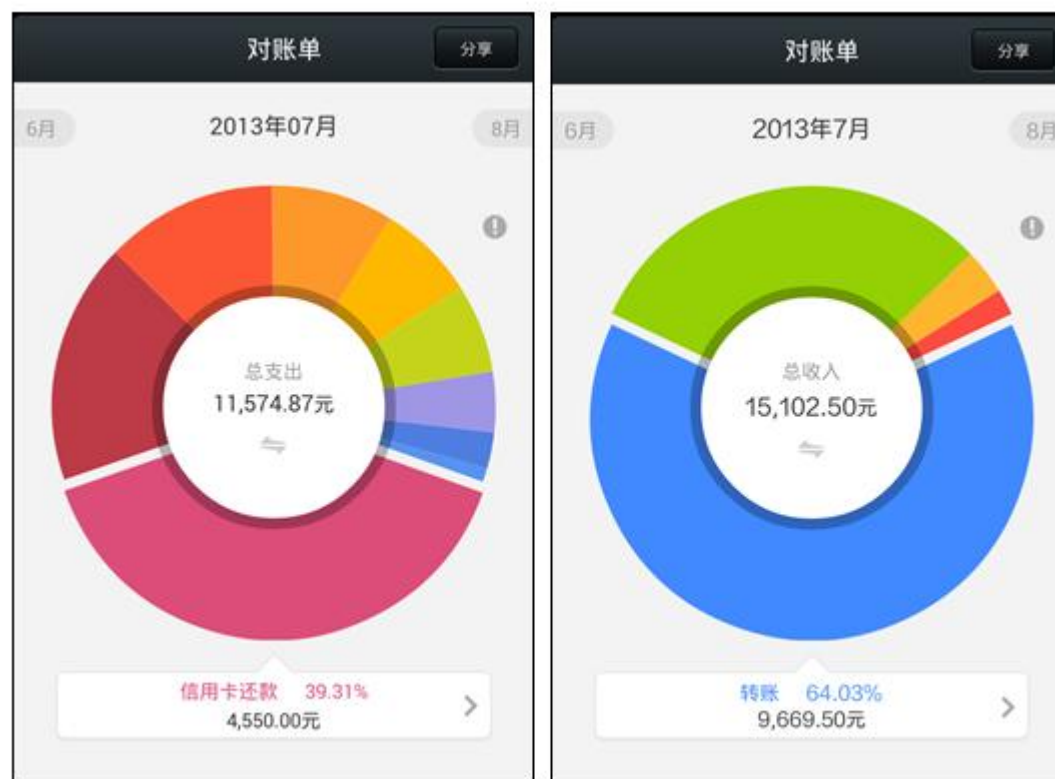 对账单
分享
6月
2013年07月
8月
总支出
11,574.87元
信用卡还款 39.31%
4,550.00元
对账单
分享
6月
2013年7月
8月
总收入
15,102.50元
转账 64.03%
9,669.50元